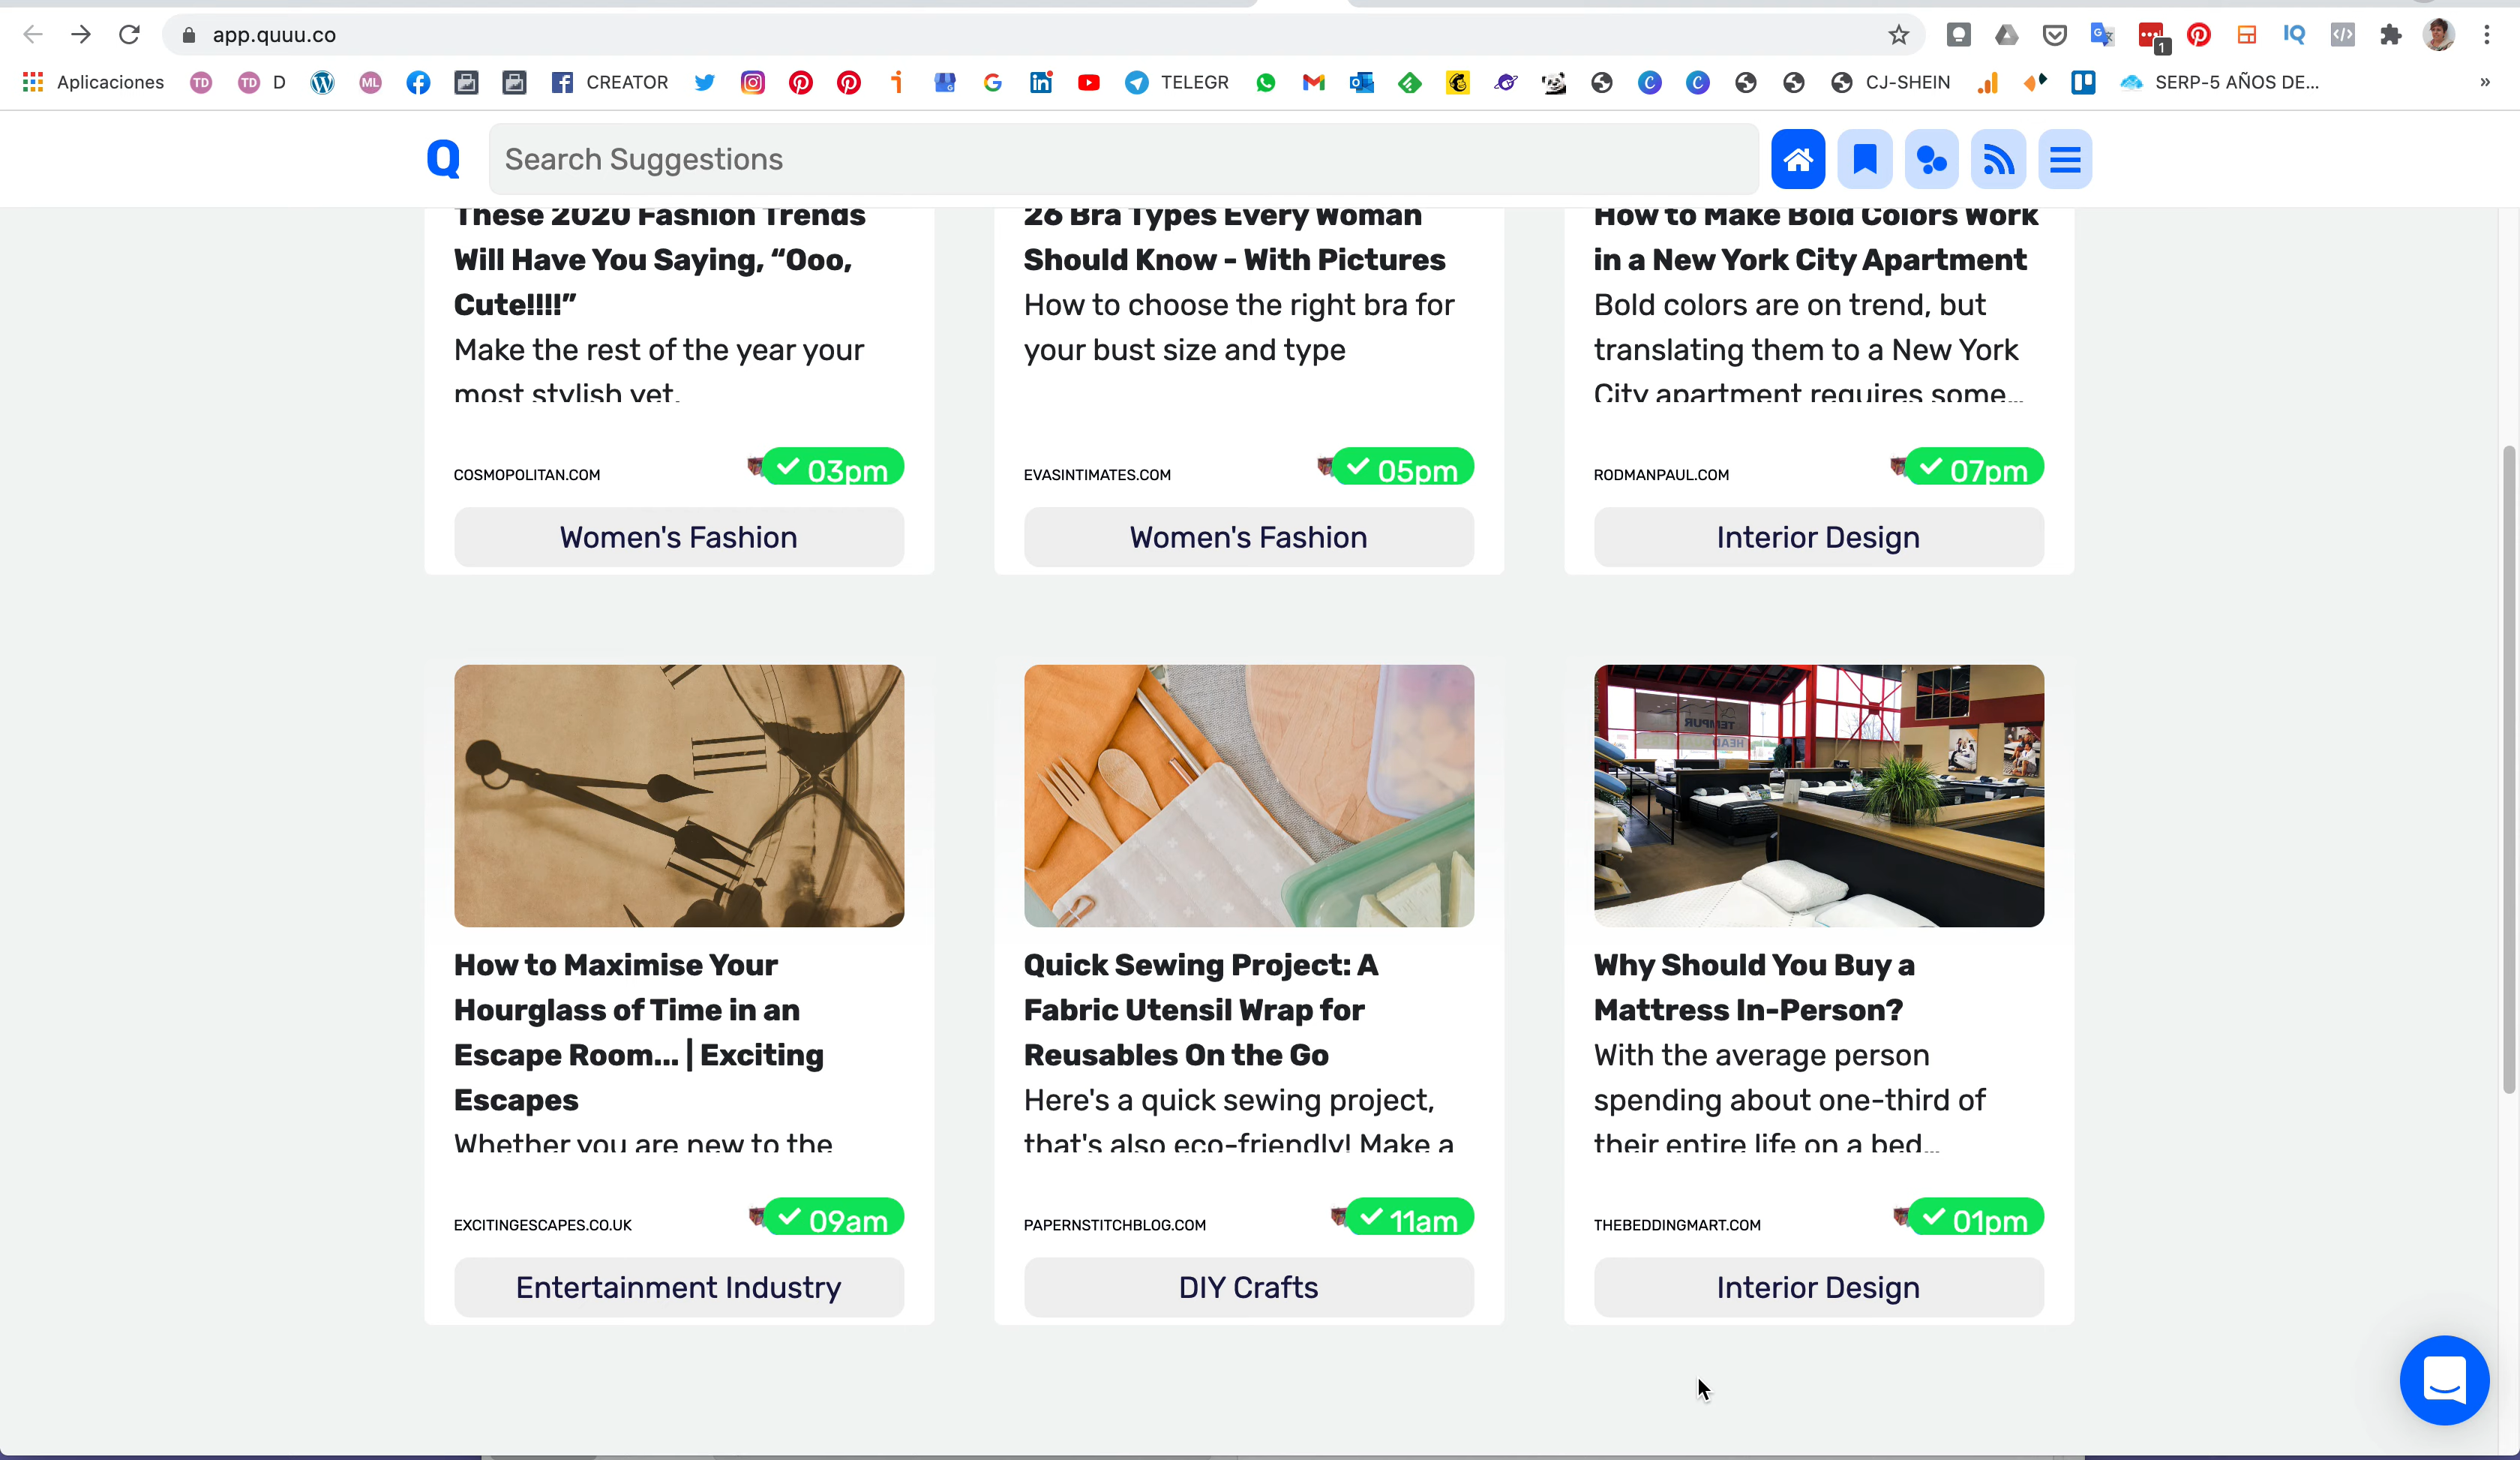 app.quuu.co
1
Aplicaciones
TD
TD
D
ML
CREATOR
TELEGR
CJ-SHEIN
SERP-5 AÑOS DE...
»
Q
Search Suggestions
These 2020 Fashion Trends
Will Have You Saying, “Ooo,
Cute!!!!”
Make the rest of the year your
most stylish yet.
COSMOPOLITAN.COM
03pm
Women's Fashion
26 Bra Types Every Woman
Should Know - With Pictures
How to choose the right bra for
your bust size and type
EVASINTIMATES.COM
05pm
Women's Fashion
How to Make Bold Colors Work
in a New York City Apartment
Bold colors are on trend, but
translating them to a New York
City apartment requires some...
RODMANPAUL.COM
07pm
Interior Design
How to Maximise Your
Hourglass of Time in an
Escape Room... | Exciting
Escapes
Whether you are new to the
EXCITINGESCAPES.CO.UK
09am
Entertainment Industry
Quick Sewing Project: A
Fabric Utensil Wrap for
Reusables On the Go
Here's a quick sewing project,
that's also eco-friendly! Make a
PAPERNSTITCHBLOG.COM
11am
DIY Crafts
TEMPUR
HEAD
Why Should You Buy a
Mattress In-Person?
With the average person
spending about one-third of
their entire life on a bed...
THEBEDDINGMART.COM
01pm
Interior Design